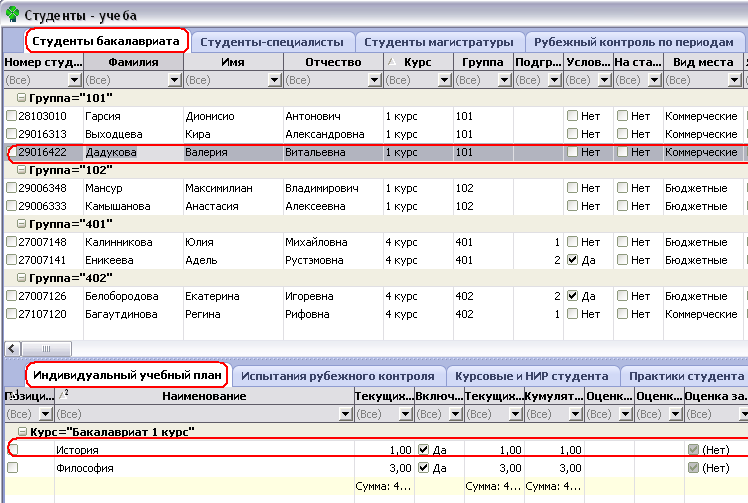 Студенты - учеба
Студенты бакалавриата Студенты-специалисты Студенты магистратуры Рубежный контроль по периодам
Номер студ... Фамилия Имя Отчество Курс Группа Подгр... Услов... На ста... Вид места
(Все) (Все) (Все) (Все) (Все) (Все) (Все) (Все) (Все) (Все)
Группа="101"
28103010 Гарсия Дионисио Антонович 1 курс 101 Нет Нет Коммерческие
29016313 Выходцева Кира Александровна 1 курс 101 Нет Нет Коммерческие
29016422 Дадукова Валерия Витальевна 1 курс 101 Нет Нет Коммерческие
Группа="102"
29006348 Мансур Максимилиан Владимирович 1 курс 102 Нет Нет Бюджетные
29006333 Камышанова Анастасия Алексеевна 1 курс 102 Нет Нет Бюджетные
Группа="401"
27007148 Калинникова Юлия Михайловна 4 курс 401 1 Нет Нет Бюджетные
27007141 Еникеева Адель Рустэмовна 4 курс 401 2 Да Нет Бюджетные
Группа="402"
27007126 Белобородова Екатерина Игоревна 4 курс 402 2 Да Нет Бюджетные
27107120 Багаутдинова Регина Рифовна 4 курс 402 1 Нет Нет Коммерческие
Индивидуальный учебный план Испытания рубежного контроля Курсовые и НИР студента Практики студента
Позици... 2 Наименование Текущих... Включ... Текущих... Кумулят... Оценк... Оценк... Оценка за...
(Все) (Все) (Все) (Все) (Все) (Все) (Все) (Все) (Все)
Курс="Бакалавриат 1 курс"
История 1,00 Да 1,00 1,00 (Нет)
Философия 3,00 Да 3,00 3,00 (Нет)
Сумма: 4... Сумма: 4... Сумма: 4...